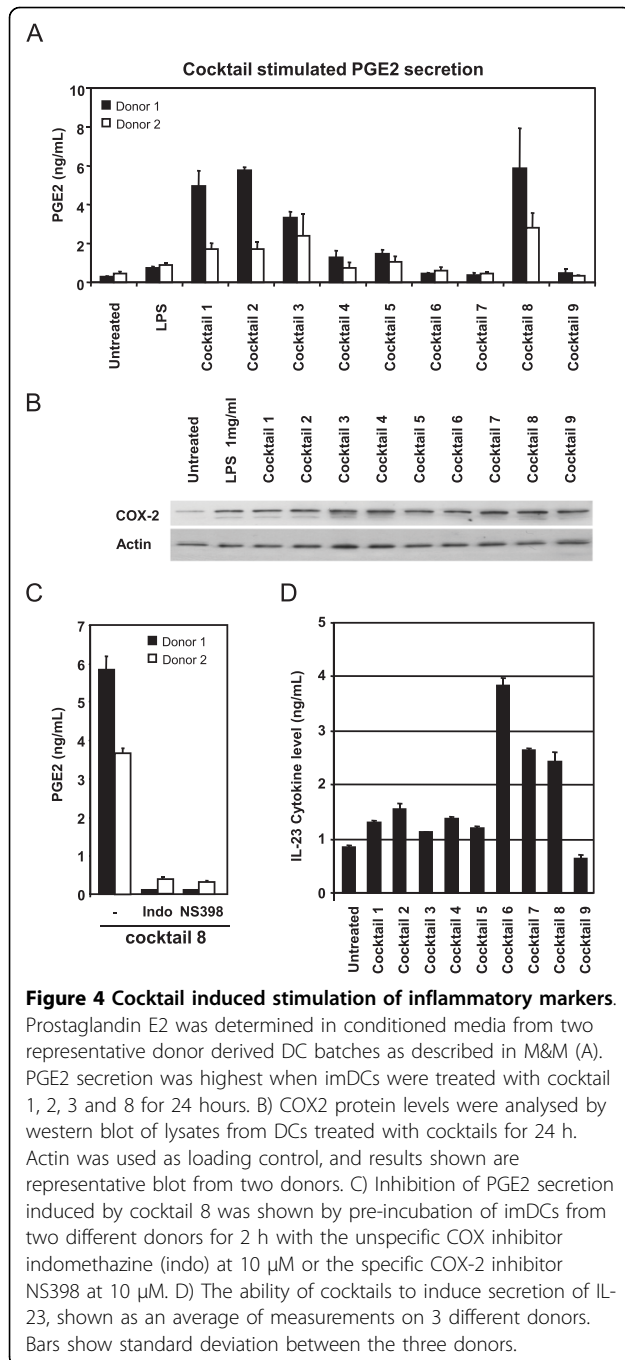 A
Cocktail stimulated PGE2 secretion
10
8
6
4
2
0
PGE2 (ng/mL)
Donor 1
Donor 2
Untreated
LPS
Cocktail 1
Cocktail 2
Cocktail 3
Cocktail 4
Cocktail 5
Cocktail 6
Cocktail 7
Cocktail 8
Cocktail 9
B
Untreated
LPS 1mg/ml
Cocktail 1
Cocktail 2
Cocktail 3
Cocktail 4
Cocktail 5
Cocktail 6
Cocktail 7
Cocktail 8
Cocktail 9
COX-2
Actin
C
7
6
5
4
3
2
1
0
PGE2 (ng/mL)
Donor 1
Donor 2
- Indo NS398
cocktail 8
D
5
4
3
2
1
0
IL-23 Cytokine level (ng/mL)
Untreated
Cocktail 1
Cocktail 2
Cocktail 3
Cocktail 4
Cocktail 5
Cocktail 6
Cocktail 7
Cocktail 8
Cocktail 9
Figure 4 Cocktail induced stimulation of inflammatory markers.
Prostaglandin E2 was determined in conditioned media from two
representative donor derived DC batches as described in M&M (A).
PGE2 secretion was highest when imDCs were treated with cocktail
1, 2, 3 and 8 for 24 hours. B) COX2 protein levels were analysed by
western blot of lysates from DCs treated with cocktails for 24 h.
Actin was used as loading control, and results shown are
representative blot from two donors. C) Inhibition of PGE2 secretion
induced by cocktail 8 was shown by pre-incubation of imDCs from
two different donors for 2 h with the unspecific COX inhibitor
indomethazine (indo) at 10 μM or the specific COX-2 inhibitor
NS398 at 10 μM. D) The ability of cocktails to induce secretion of IL-
23, shown as an average of measurements on 3 different donors.
Bars show standard deviation between the three donors.